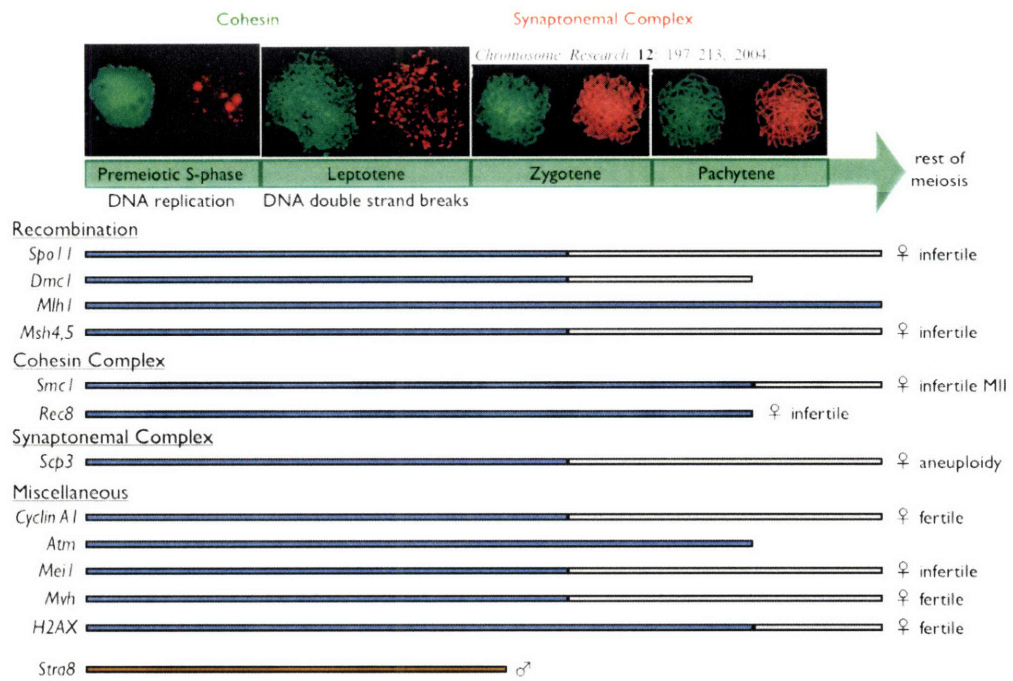 Cohesin Synaptonemal Complex
Chromosome Research 12: 197–213, 2004.
Premeiotic S-phase Leptotene Zygotene Pachytene rest of
meiosis
DNA replication DNA double strand breaks
Recombination
Spo11 ♀ infertile
Dmc1
Mlh1
Msh4,5 ♀ infertile
Cohesin Complex
Smc1 ♀ infertile MII
Rec8 ♀ infertile
Synaptonemal Complex
Scp3 ♀ aneuploidy
Miscellaneous
Cyclin A1 ♀ fertile
Atm
Mei1 ♀ infertile
Mvh ♀ fertile
H2AX ♀ fertile
Stra8 ♂